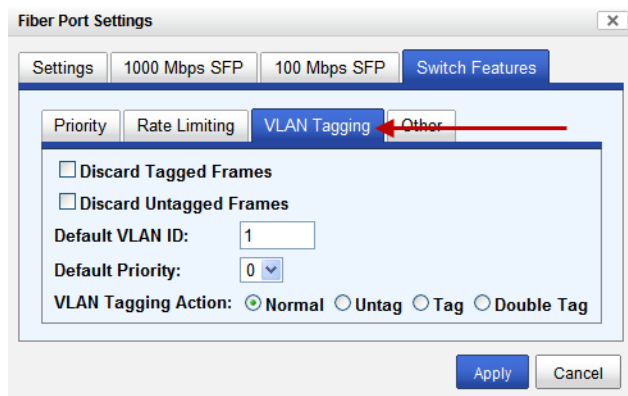 Fiber Port Settings
Settings 1000 Mbps SFP 100 Mbps SFP Switch Features
Priority Rate Limiting VLAN Tagging Other
Discard Tagged Frames
Discard Untagged Frames
Default VLAN ID: 1
Default Priority: 0
VLAN Tagging Action: Normal Untag Tag Double Tag
Apply Cancel